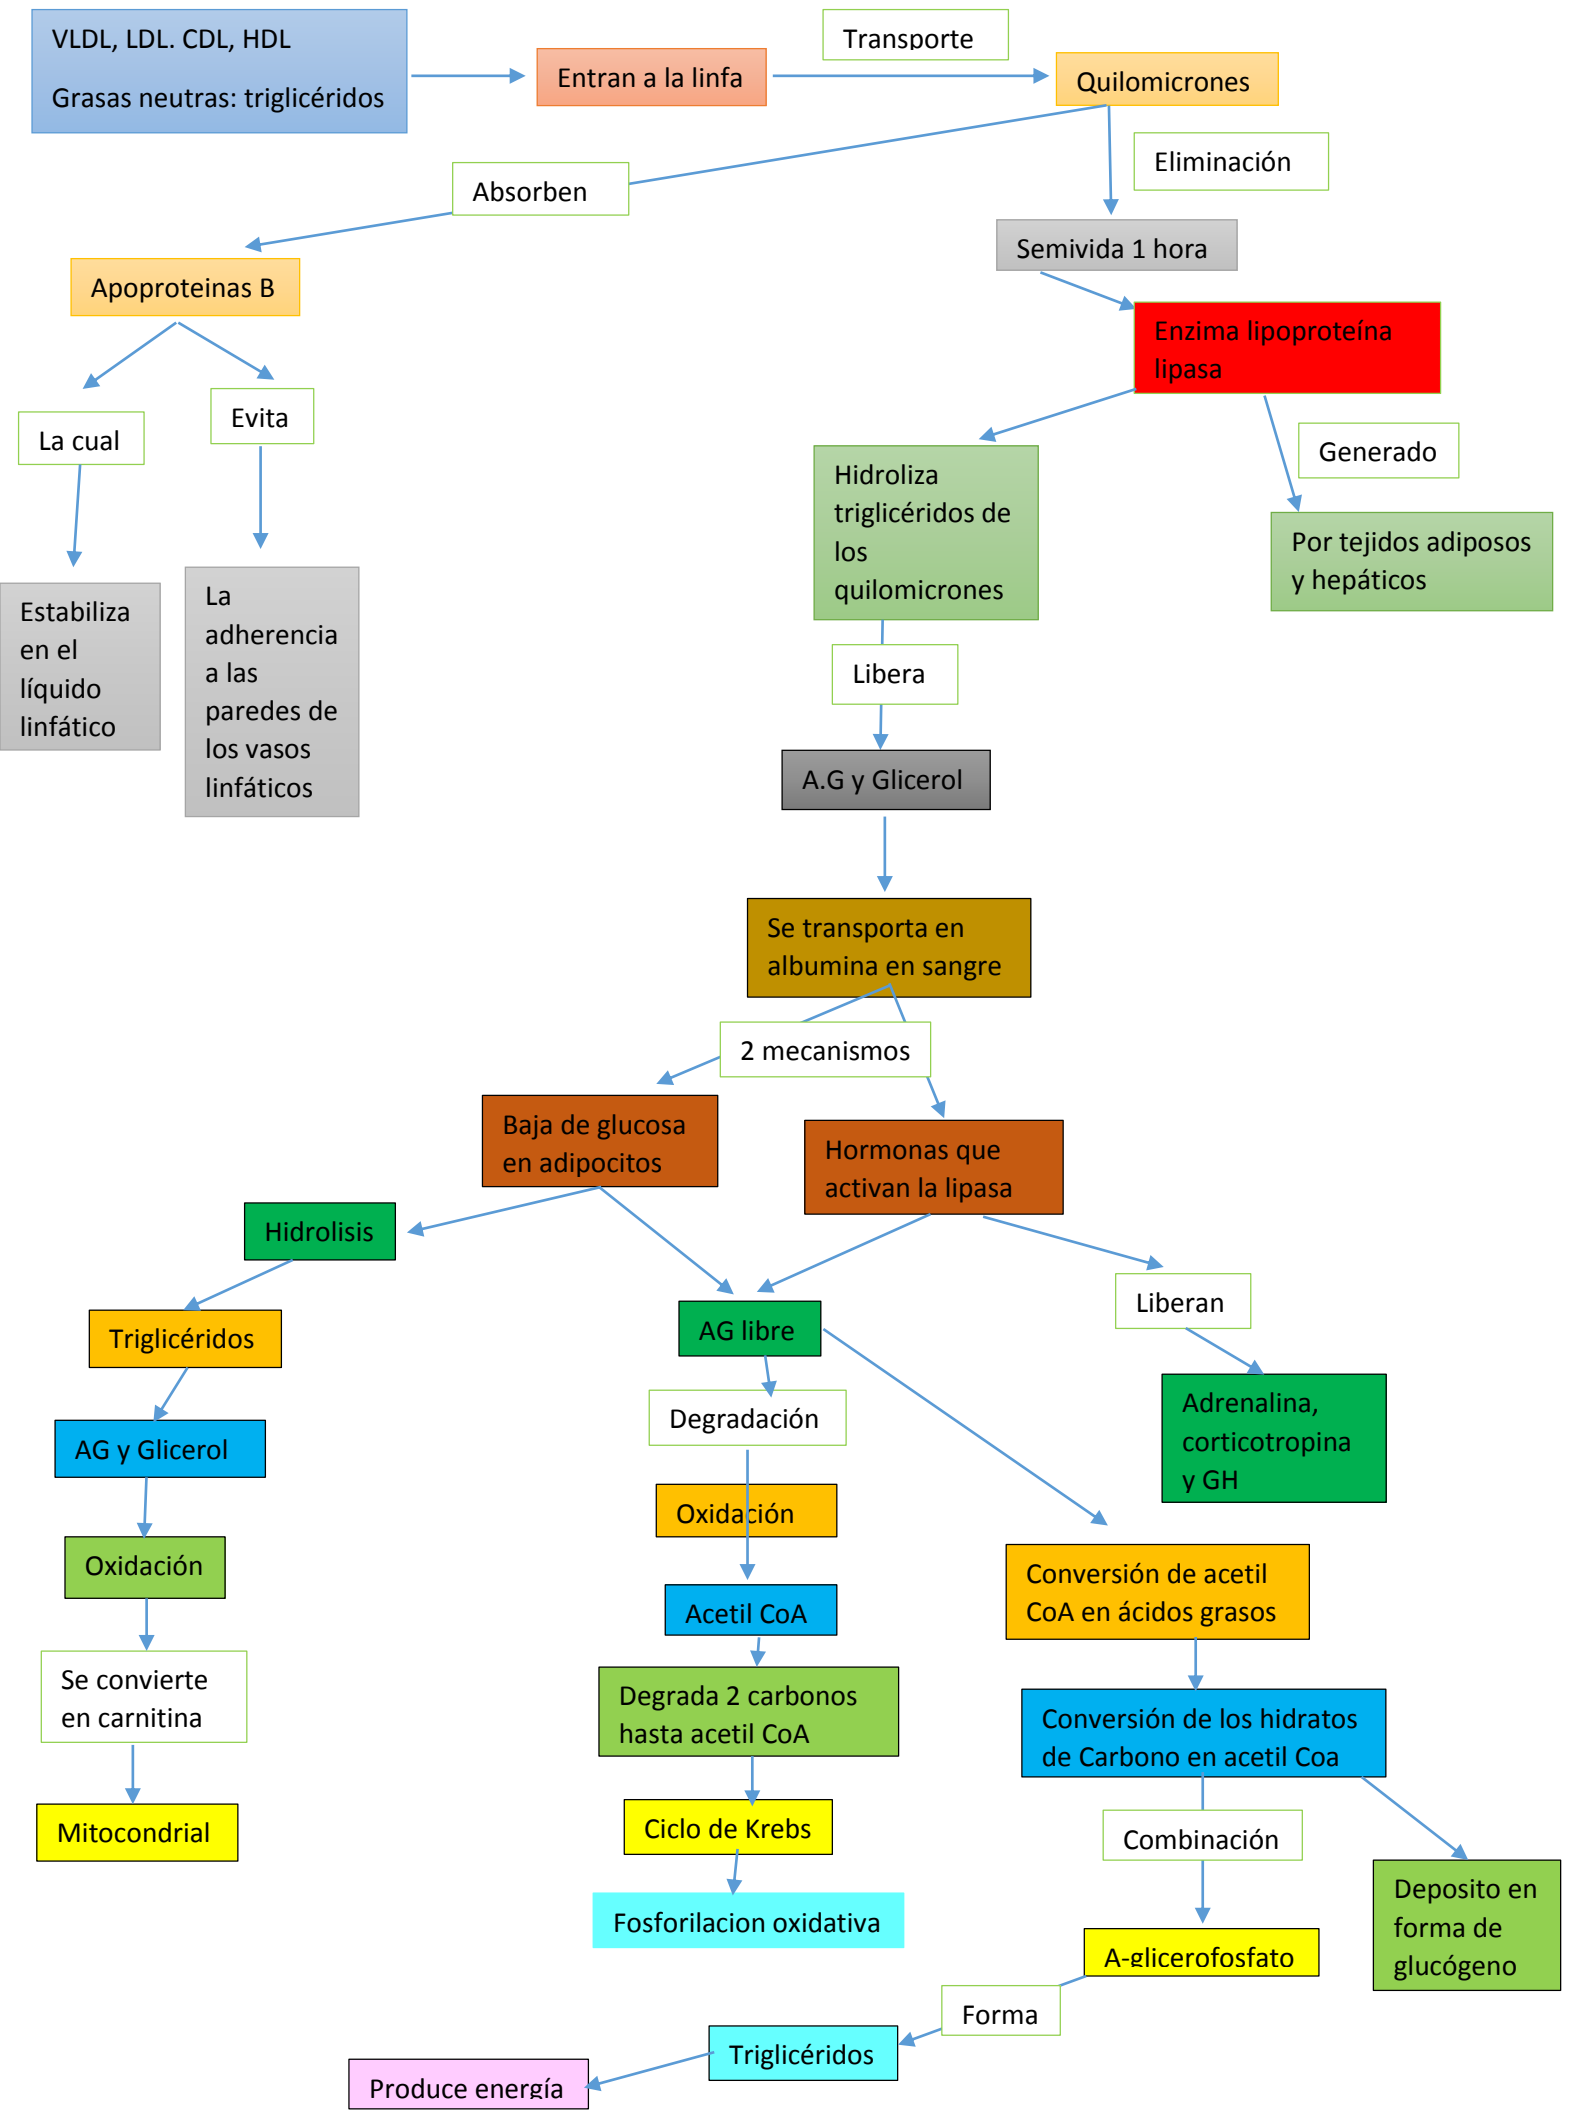 VLDL, LDL. CDL, HDL
Grasas neutras: triglicéridos
Entran a la linfa
Transporte
Quilomicrones
Absorben
Eliminación
Semivida 1 hora
Apoproteinas B
Enzima lipoproteína
lipasa
La cual
Evita
Generado
Hidroliza
triglicéridos de
los
quilomicrones
Por tejidos adiposos
y hepáticos
Estabiliza
en el
líquido
linfático
La
adherencia
a las
paredes de
los vasos
linfáticos
Libera
A.G y Glicerol
Se transporta en
albumina en sangre
2 mecanismos
Baja de glucosa
en adipocitos
Hormonas que
activan la lipasa
Hidrolisis
Liberan
Triglicéridos
AG libre
Adrenalina,
corticotropina
y GH
Degradación
AG y Glicerol
Oxidación
Oxidación
Conversión de acetil
CoA en ácidos grasos
Acetil CoA
Se convierte
en carnitina
Degrada 2 carbonos
hasta acetil CoA
Conversión de los hidratos
de Carbono en acetil Coa
Mitocondrial
Ciclo de Krebs
Combinación
Deposito en
forma de
glucógeno
Fosforilacion oxidativa
A-glicerofosfato
Forma
Triglicéridos
Produce energía